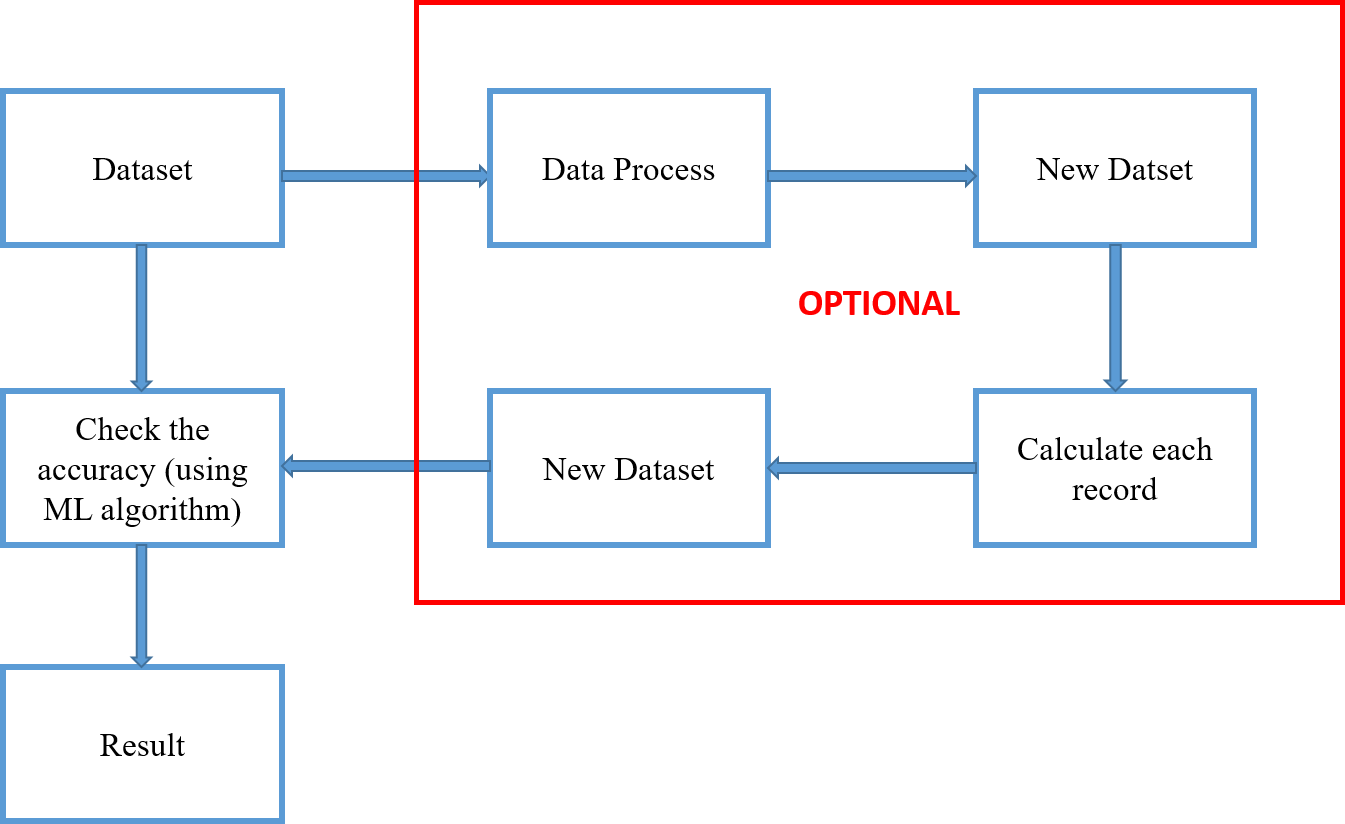 Dataset
Data Process
New Datset
OPTIONAL
Check the
accuracy (using
ML algorithm)
New Dataset
Calculate each
record
Result